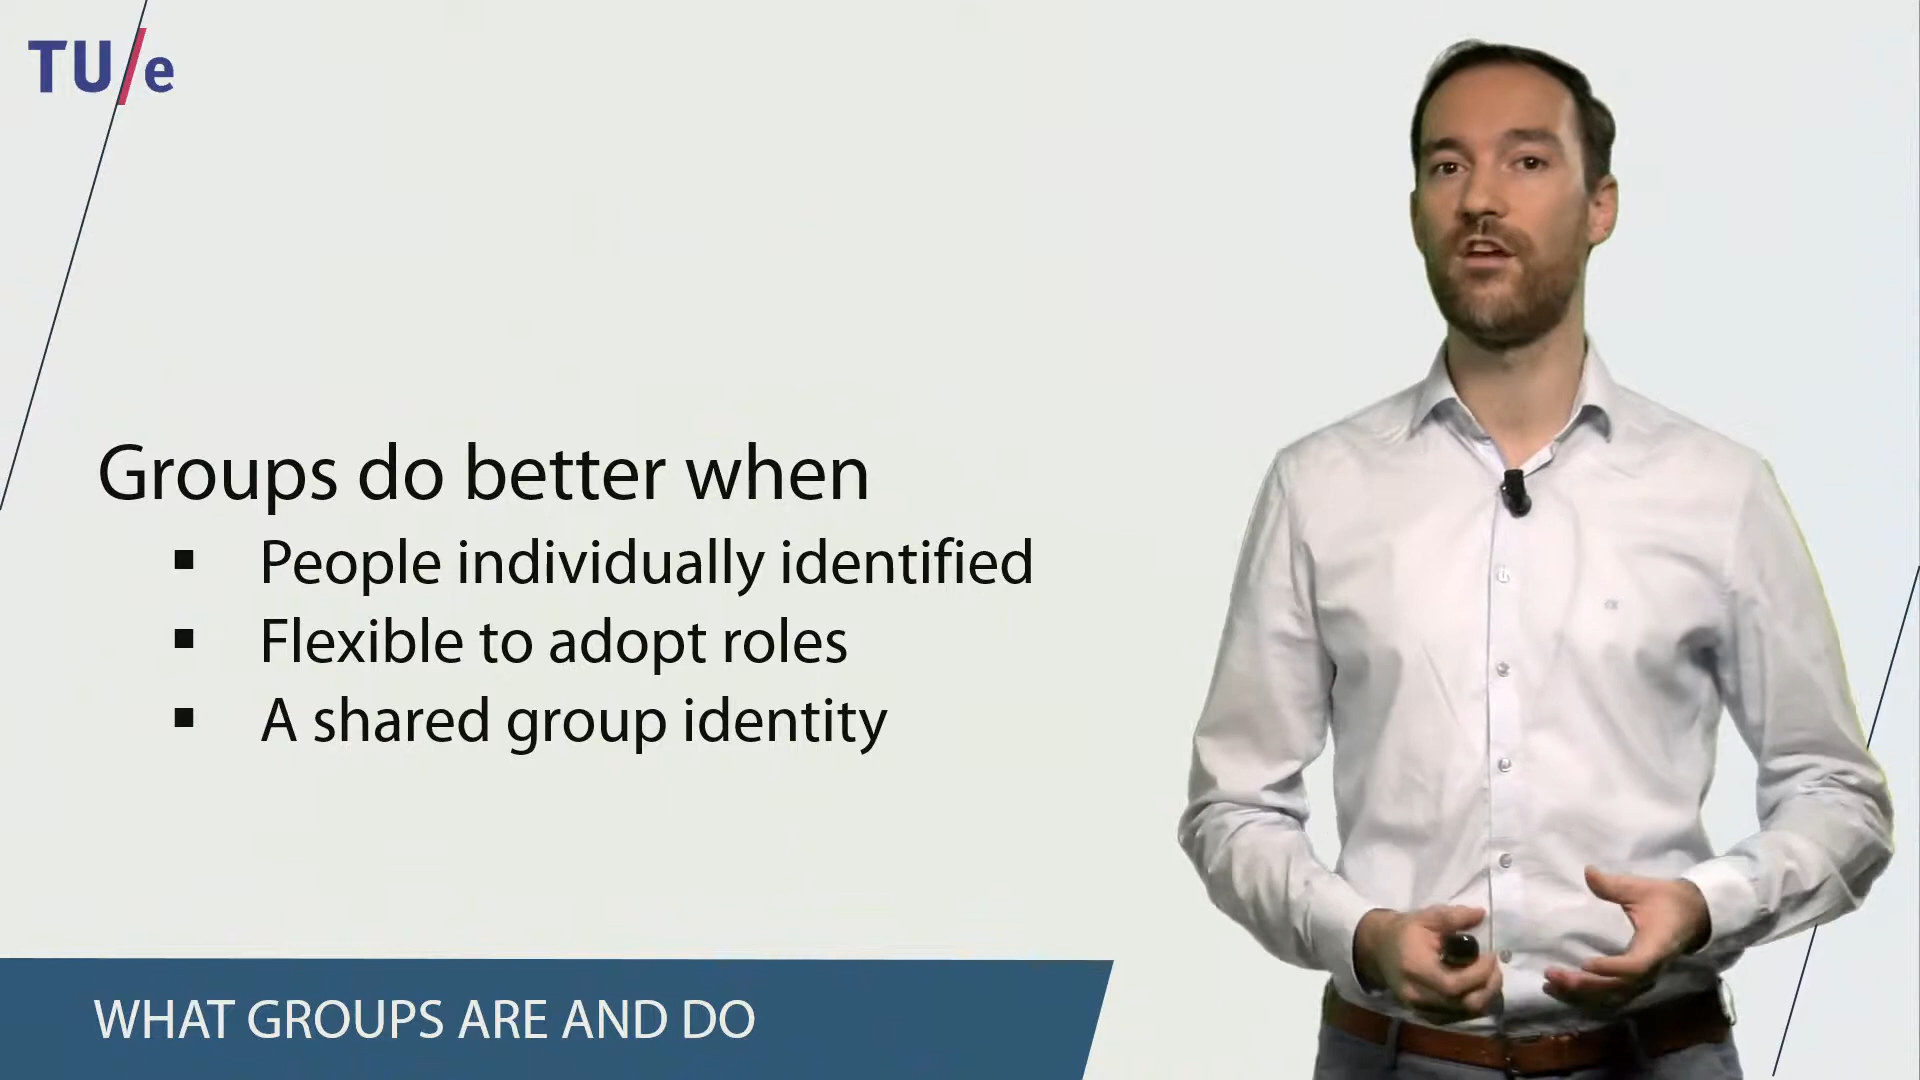 TU/e
Groups do better when
▪ People individually identified
▪ Flexible to adopt roles
▪ A shared group identity
WHAT GROUPS ARE AND DO